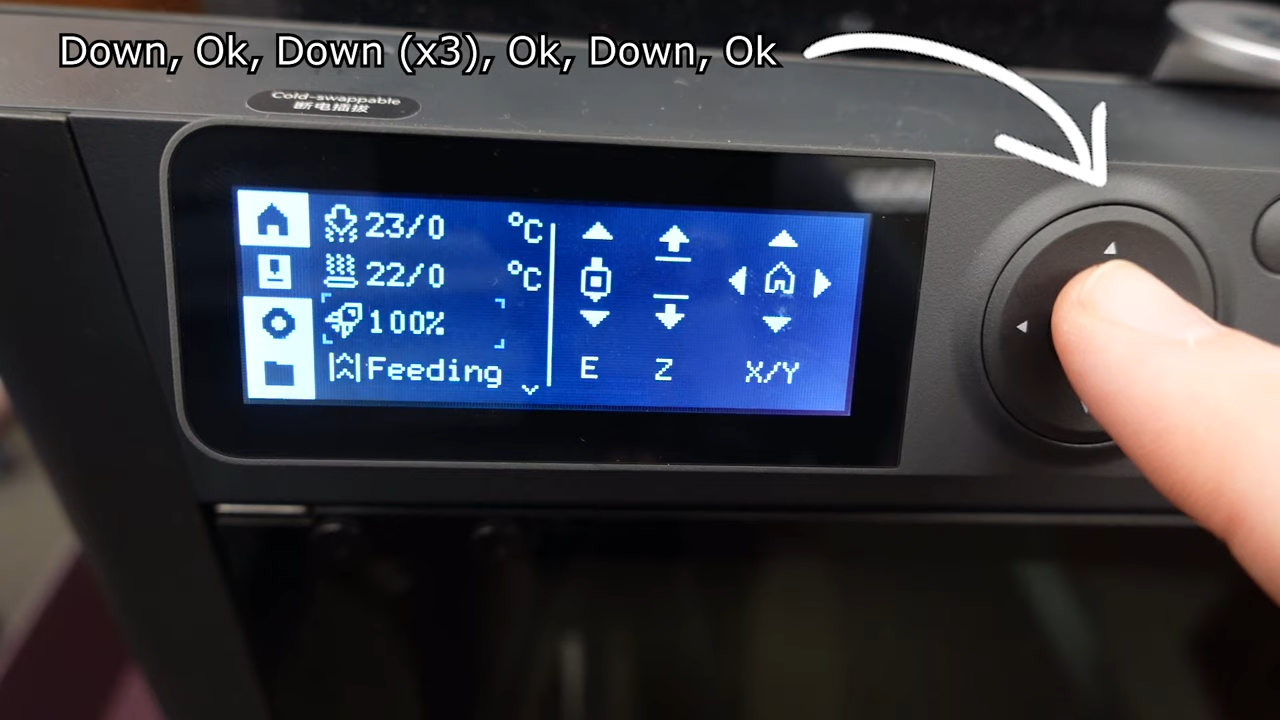 Down, Ok, Down (x3), Ok, Down, Ok
Cold-swappable
断电插拔
23/0 °C
22/0 °C
100%
Feeding
E Z X/Y